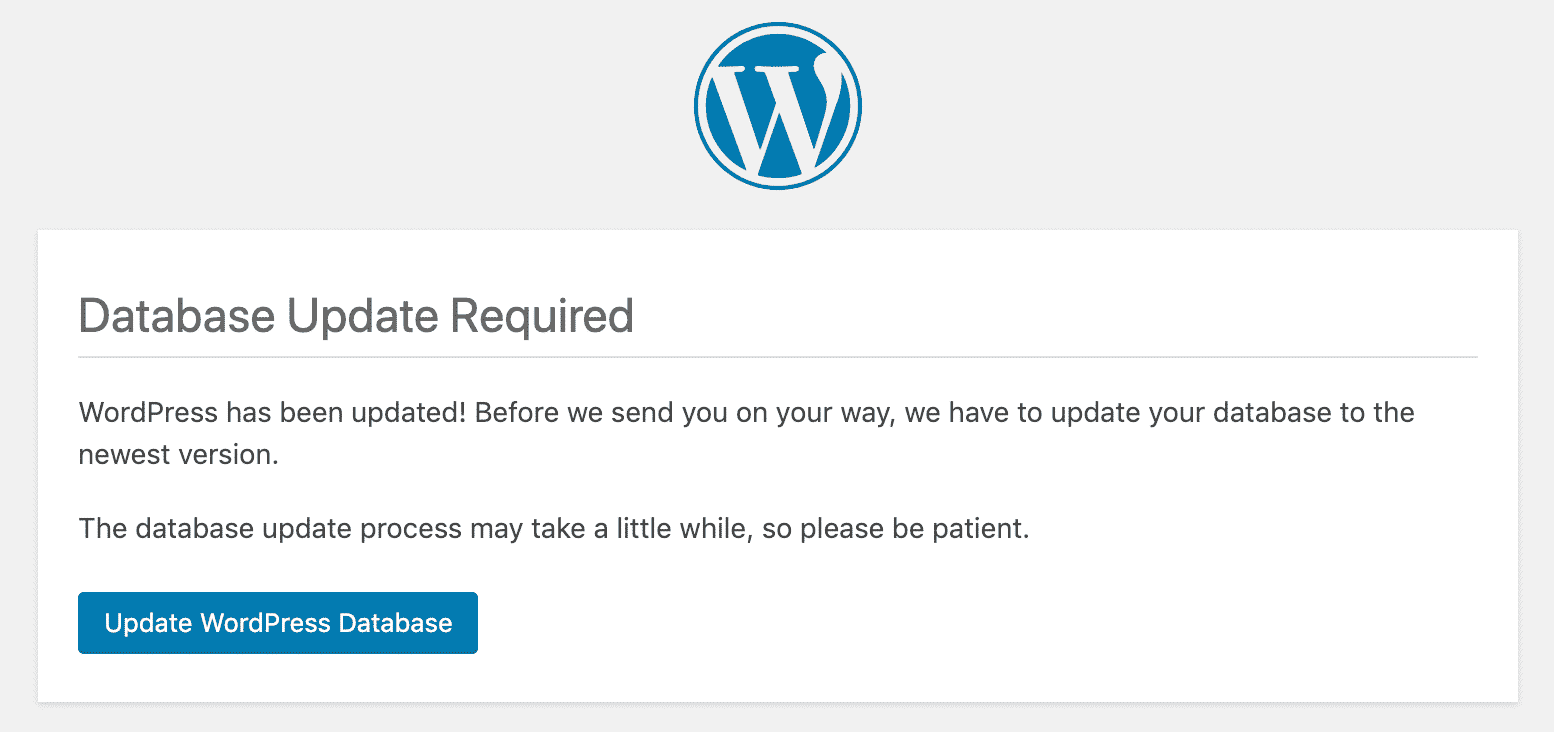 Database Update Required
WordPress has been updated! Before we send you on your way, we have to update your database to the
newest version.
The database update process may take a little while, so please be patient.
Update WordPress Database